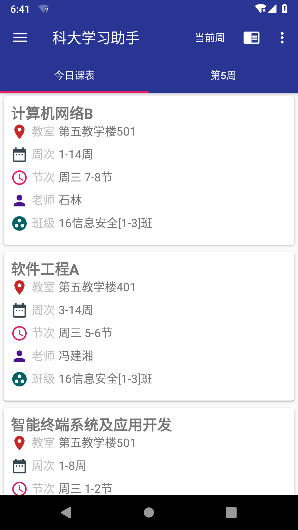 6:41
科大学习助手 当前周
今日课表 第5周
计算机网络B
教室 第五教学楼501
周次 1-14周
节次 周三 7-8节
老师 石林
班级 16信息安全[1-3]班
软件工程A
教室 第五教学楼401
周次 3-14周
节次 周三 5-6节
老师 冯建湘
班级 16信息安全[1-3]班
智能终端系统及应用开发
教室 第五教学楼501
周次 1-8周
节次 周三 1-2节